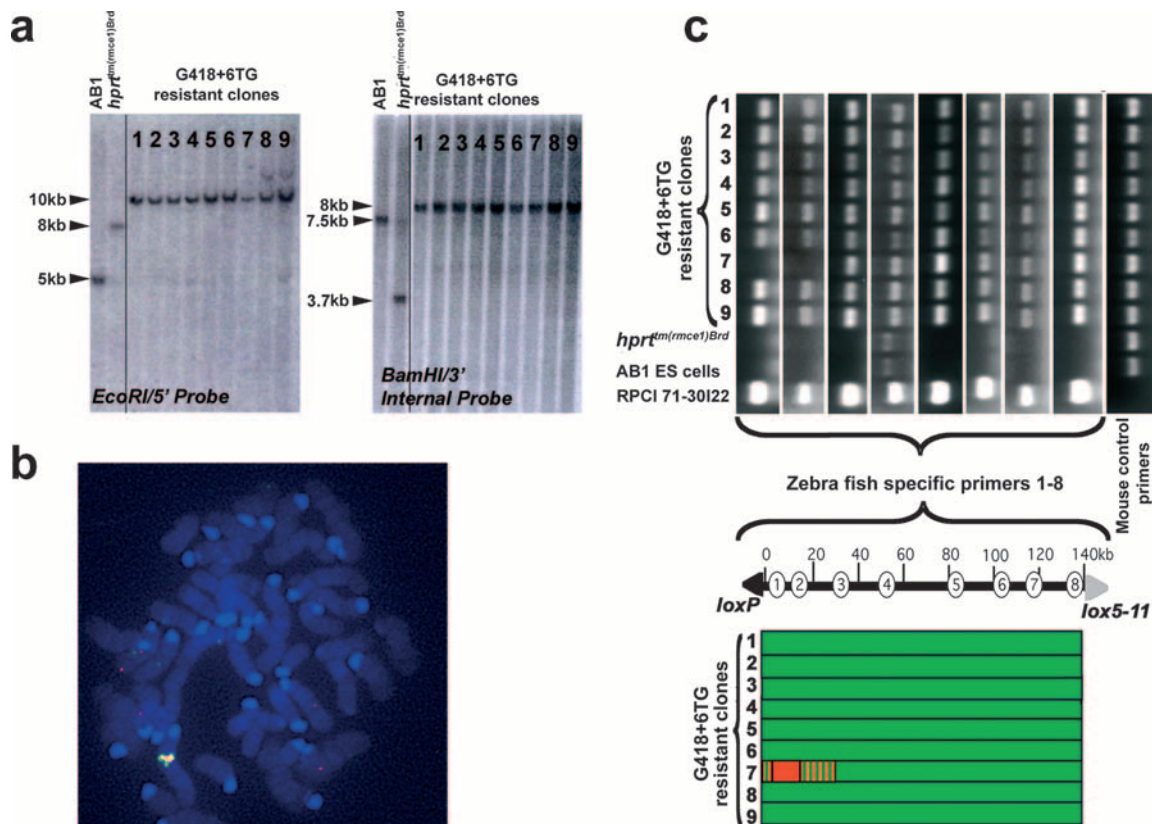 a
AB1
hprt^tm(rmce1)Brd
G418+6TG
resistant clones
1 2 3 4 5 6 7 8 9
10kb
8kb
5kb
EcoRI/5' Probe
AB1
hprt^tm(rmce1)Brd
G418+6TG
resistant clones
1 2 3 4 5 6 7 8 9
8kb
7.5kb
3.7kb
BamHI/3'
Internal Probe
b
c
G418+6TG
resistant clones
1
2
3
4
5
6
7
8
9
hprt^tm(rmce1)Brd
AB1 ES cells
RPCI 71-30I22
Zebra fish specific primers 1-8
Mouse control
primers
0 20 40 60 80 100 120 140kb
1 2 3 4 5 6 7 8
loxP
lox5-11
G418+6TG
resistant clones
1
2
3
4
5
6
7
8
9